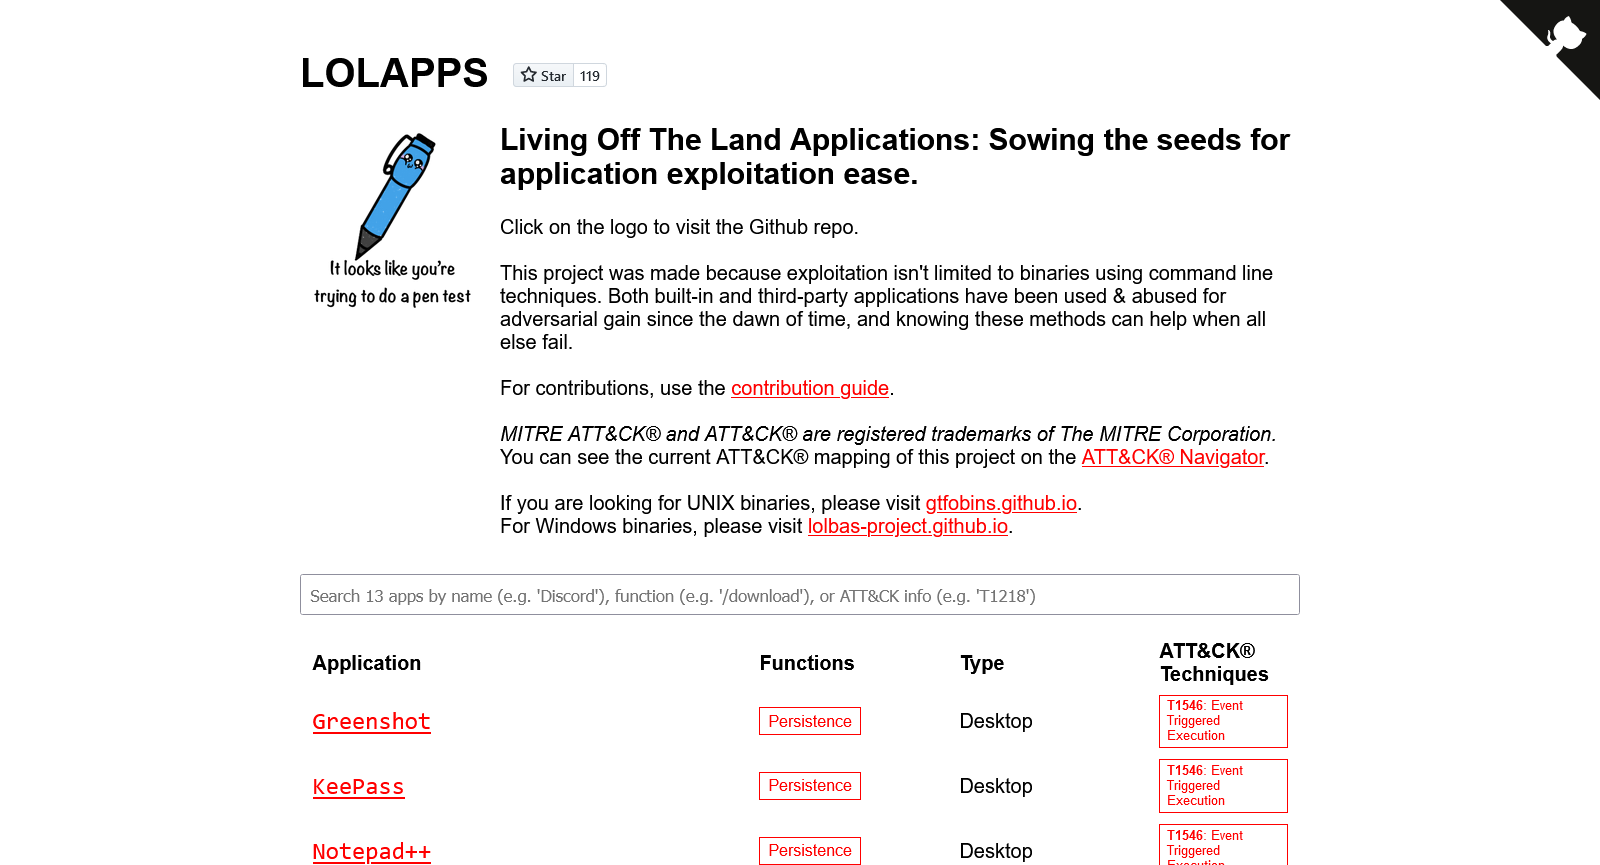 LOLAPPS
Star 119
It looks like you're
trying to do a pen test
Living Off The Land Applications: Sowing the seeds for
application exploitation ease.
Click on the logo to visit the Github repo.
This project was made because exploitation isn't limited to binaries using command line
techniques. Both built-in and third-party applications have been used & abused for
adversarial gain since the dawn of time, and knowing these methods can help when all
else fail.
For contributions, use the contribution guide.
MITRE ATT&CK® and ATT&CK® are registered trademarks of The MITRE Corporation.
You can see the current ATT&CK® mapping of this project on the ATT&CK® Navigator.
If you are looking for UNIX binaries, please visit gtfobins.github.io.
For Windows binaries, please visit lolbas-project.github.io.
Search 13 apps by name (e.g. 'Discord'), function (e.g. '/download'), or ATT&CK info (e.g. 'T1218')
Application Functions Type ATT&CK®
Techniques
Greenshot Persistence Desktop T1546: Event
Triggered
Execution
KeePass Persistence Desktop T1546: Event
Triggered
Execution
Notepad++ Persistence Desktop T1546: Event
Triggered
Execution